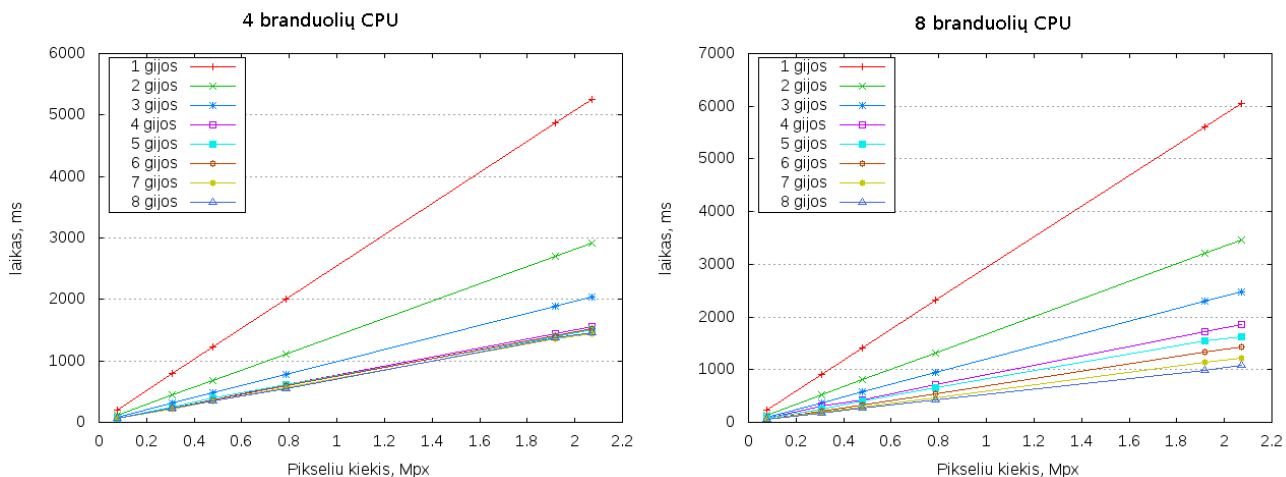 4 branduolių CPU
6000
5000
4000
3000
2000
1000
0
laikas, ms
1 gijos
2 gijos
3 gijos
4 gijos
5 gijos
6 gijos
7 gijos
8 gijos
0 0.2 0.4 0.6 0.8 1 1.2 1.4 1.6 1.8 2 2.2
Pikseliu kiekis, Mpx
8 branduolių CPU
7000
6000
5000
4000
3000
2000
1000
0
laikas, ms
1 gijos
2 gijos
3 gijos
4 gijos
5 gijos
6 gijos
7 gijos
8 gijos
0 0.2 0.4 0.6 0.8 1 1.2 1.4 1.6 1.8 2 2.2
Pikseliu kiekis, Mpx